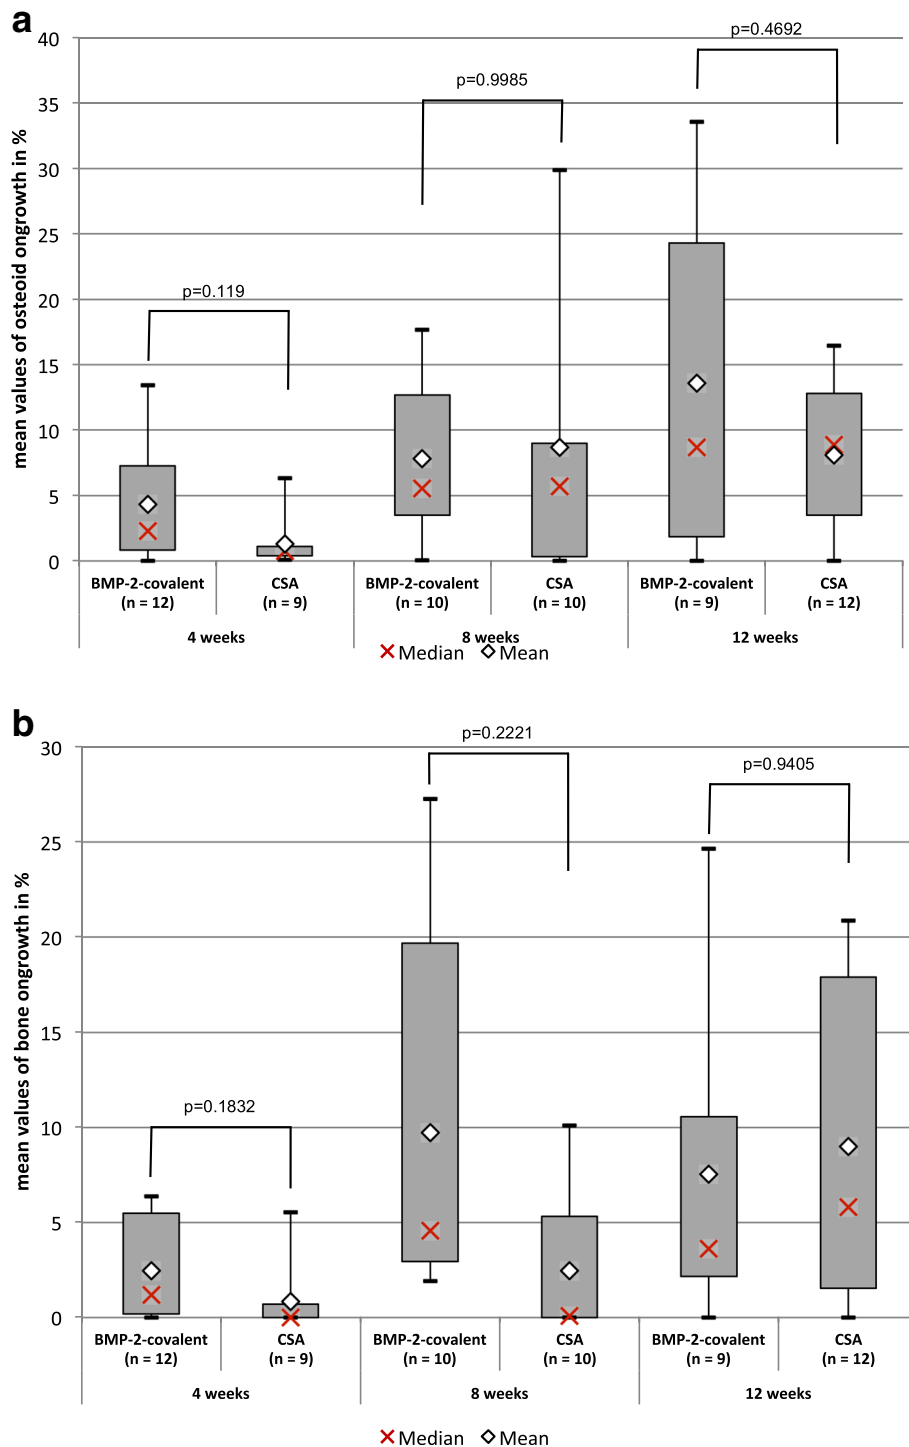 a
mean values of osteoid ongrowth in %
40
35
30
25
20
15
10
5
0
p=0.119
p=0.9985
p=0.4692
BMP-2-covalent CSA BMP-2-covalent CSA BMP-2-covalent CSA
(n = 12) (n = 9) (n = 10) (n = 10) (n = 9) (n = 12)
4 weeks 8 weeks 12 weeks
Median Mean
b
mean values of bone ongrowth in %
30
25
20
15
10
5
0
p=0.1832
p=0.2221
p=0.9405
BMP-2-covalent CSA BMP-2-covalent CSA BMP-2-covalent CSA
(n = 12) (n = 9) (n = 10) (n = 10) (n = 9) (n = 12)
4 weeks 8 weeks 12 weeks
Median Mean